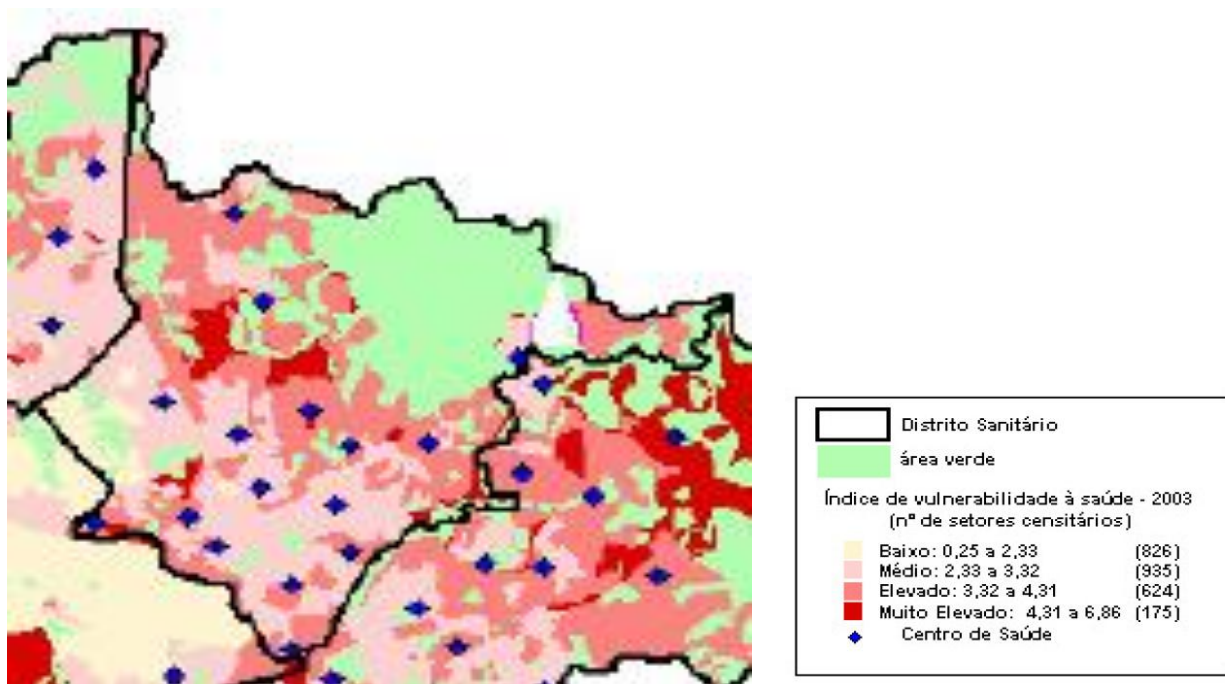 Distrito Sanitário
área verde
Índice de vulnerabilidade à saúde - 2003
(nº de setores censitários)
Baixo: 0,25 a 2,33 (826)
Médio: 2,33 a 3,32 (935)
Elevado: 3,32 a 4,31 (624)
Muito Elevado: 4,31 a 6,86 (175)
Centro de Saúde